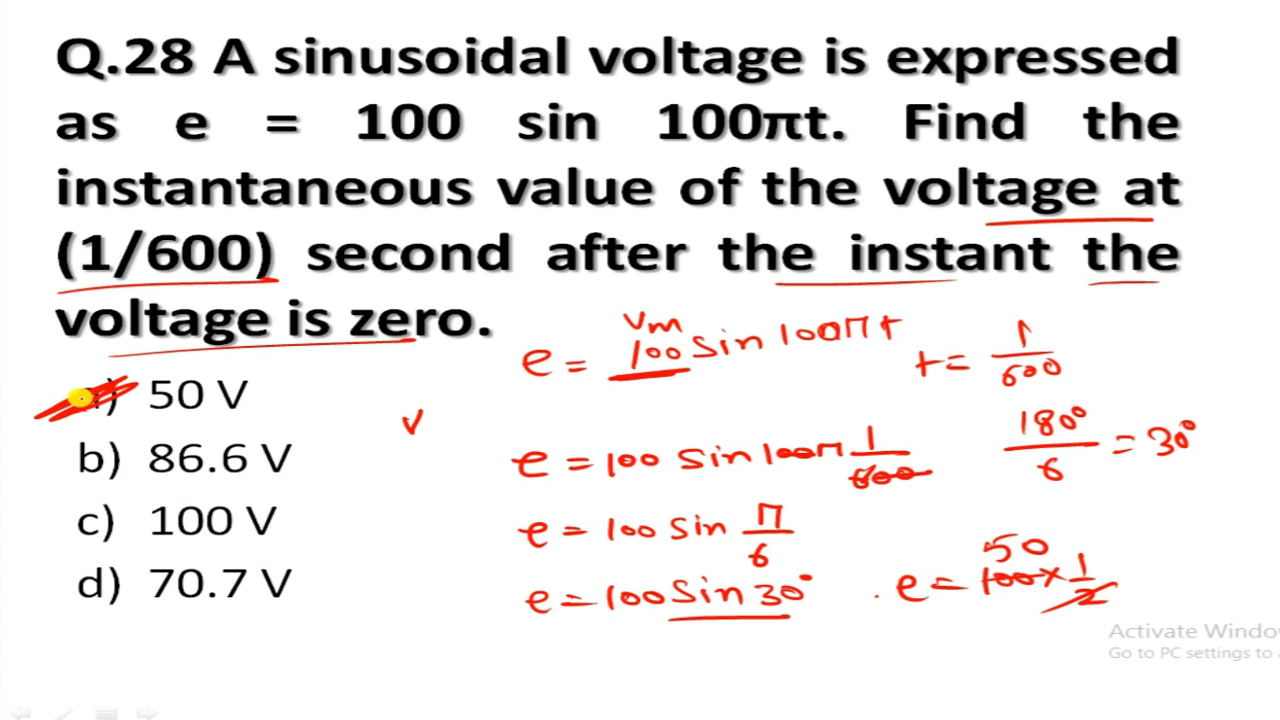 Q.28 A sinusoidal voltage is expressed
as e = 100 sin 100πt. Find the
instantaneous value of the voltage at
(1/600) second after the instant the
voltage is zero.
Vm
e = 100 sin 100π t
t = 1/600
50 V
b) 86.6 V
e = 100 sin 100π 1/600
180°/6 = 30°
c) 100 V
e = 100 sin π/6
d) 70.7 V
e = 100 sin 30°
50
e = 100 × 1/2
Activate Windo
Go to PC settings to